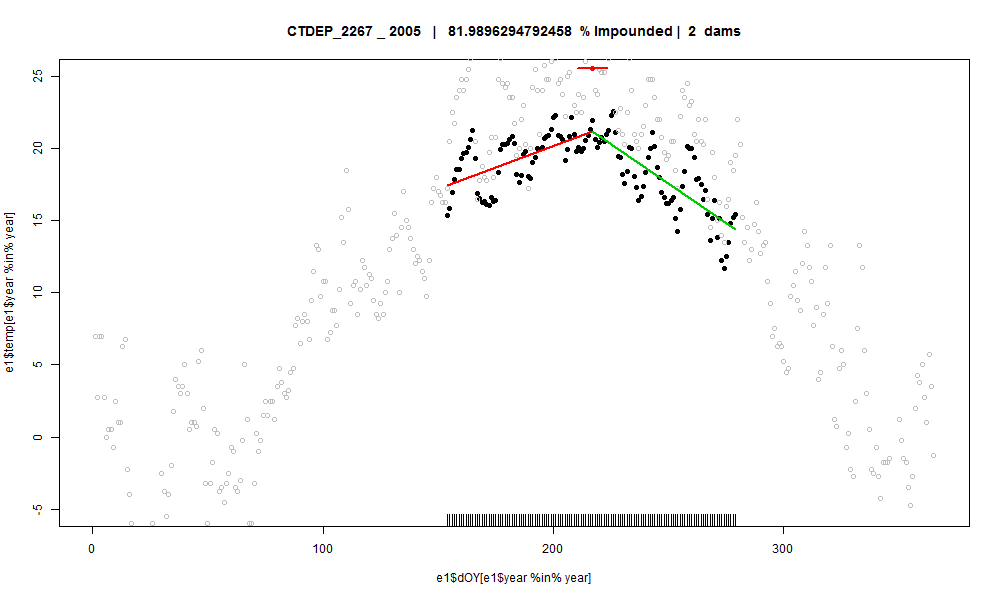 CTDEP_2267 _ 2005 | 81.9896294792458 % Impounded | 2 dams
e1$temp[e1$year %in% year]
25
20
15
10
5
0
-5
0 100 200 300
e1$dOY[e1$year %in% year]